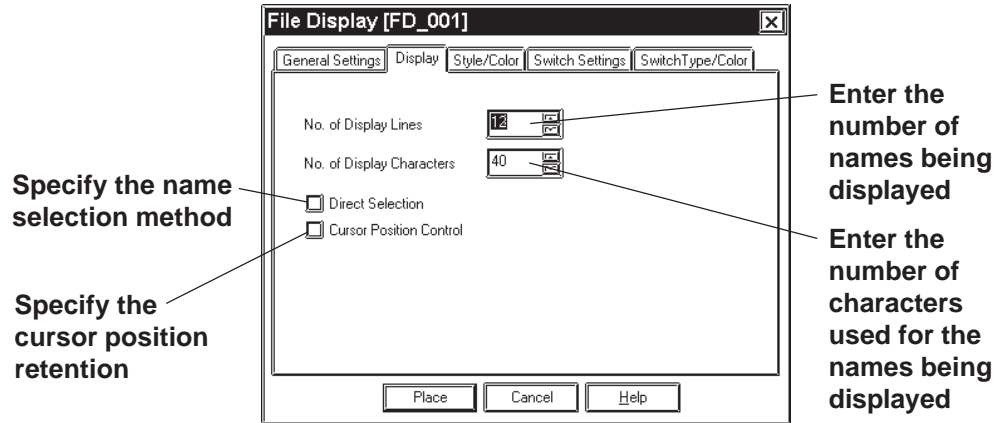 File Display [FD_001]
General Settings Display Style/Color Switch Settings SwitchType/Color
No. of Display Lines 12
No. of Display Characters 40
Direct Selection
Cursor Position Control
Place Cancel Help
Specify the name
selection method
Specify the
cursor position
retention
Enter the
number of
names being
displayed
Enter the
number of
characters
used for the
names being
displayed